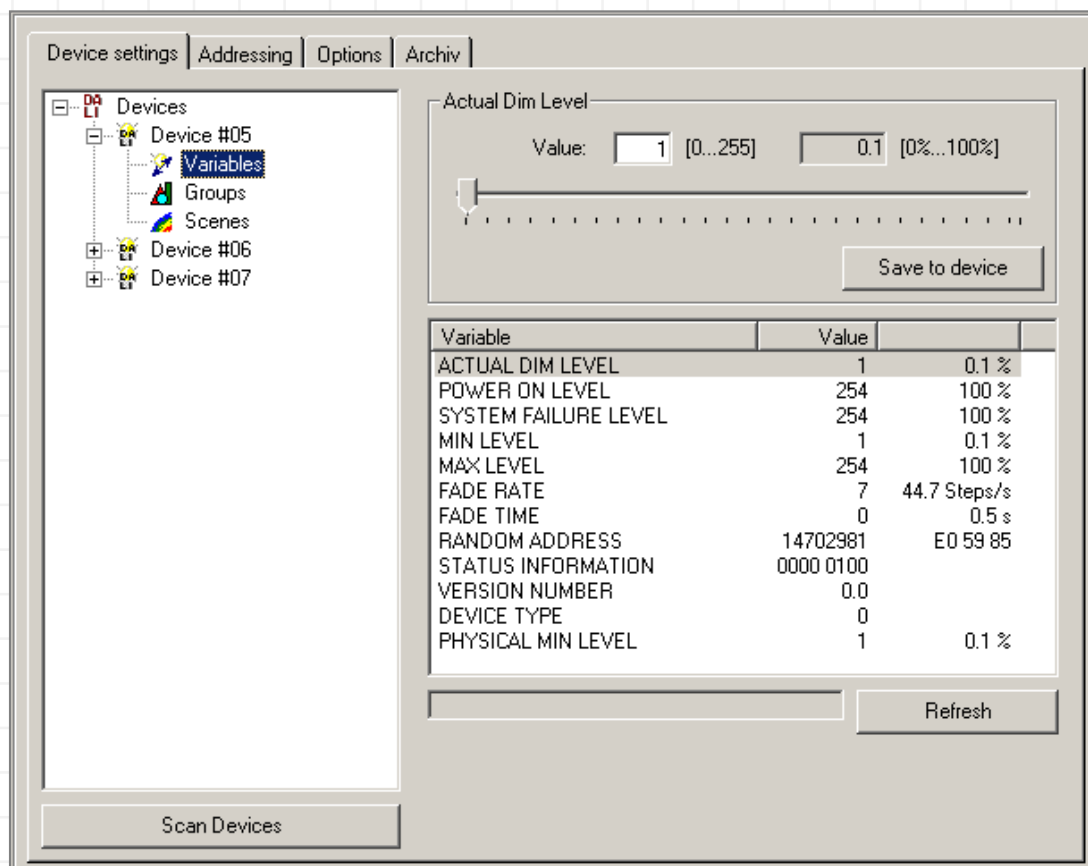 Device settings Addressing Options Archiv
DALI Devices
DALI Device #05
Variables
Groups
Scenes
DALI Device #06
DALI Device #07
Scan Devices
Actual Dim Level
Value: 1 [0...255] 0.1 [0%...100%]
Save to device
Variable Value
ACTUAL DIM LEVEL 1 0.1 %
POWER ON LEVEL 254 100 %
SYSTEM FAILURE LEVEL 254 100 %
MIN LEVEL 1 0.1 %
MAX LEVEL 254 100 %
FADE RATE 7 44.7 Steps/s
FADE TIME 0 0.5 s
RANDOM ADDRESS 14702981 E0 59 85
STATUS INFORMATION 0000 0100
VERSION NUMBER 0.0
DEVICE TYPE 0
PHYSICAL MIN LEVEL 1 0.1 %
Refresh